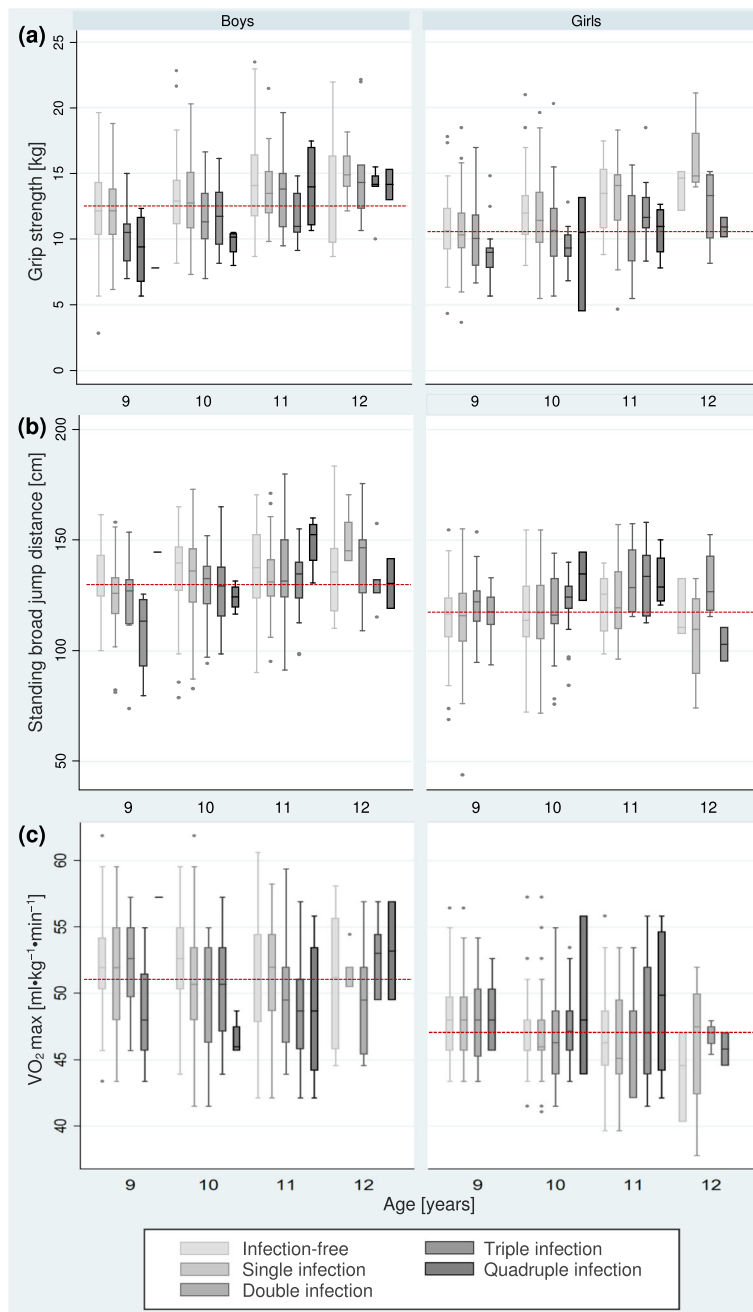 Boys Girls
(a)
Grip strength [kg]
25
20
15
10
5
0
9 10 11 12 9 10 11 12
(b)
Standing broad jump distance [cm]
200
150
100
50
9 10 11 12 9 10 11 12
(c)
VO₂ max [ml•kg⁻¹•min⁻¹]
60
55
50
45
40
9 10 11 12 9 10 11 12
Age [years]
Infection-free Triple infection
Single infection Quadruple infection
Double infection